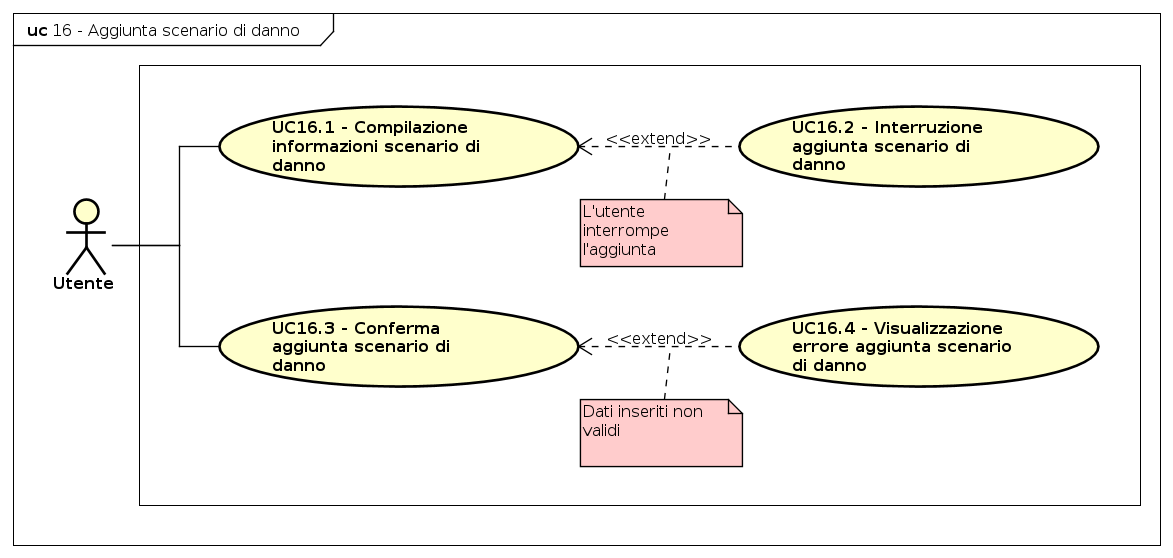 uc 16 - Aggiunta scenario di danno
UC16.1 - Compilazione
informazioni scenario di
danno
<<extend>>
UC16.2 - Interruzione
aggiunta scenario di
danno
L'utente
interrompe
l'aggiunta
Utente
UC16.3 - Conferma
aggiunta scenario di
danno
<<extend>>
UC16.4 - Visualizzazione
errore aggiunta scenario
di danno
Dati inseriti non
validi